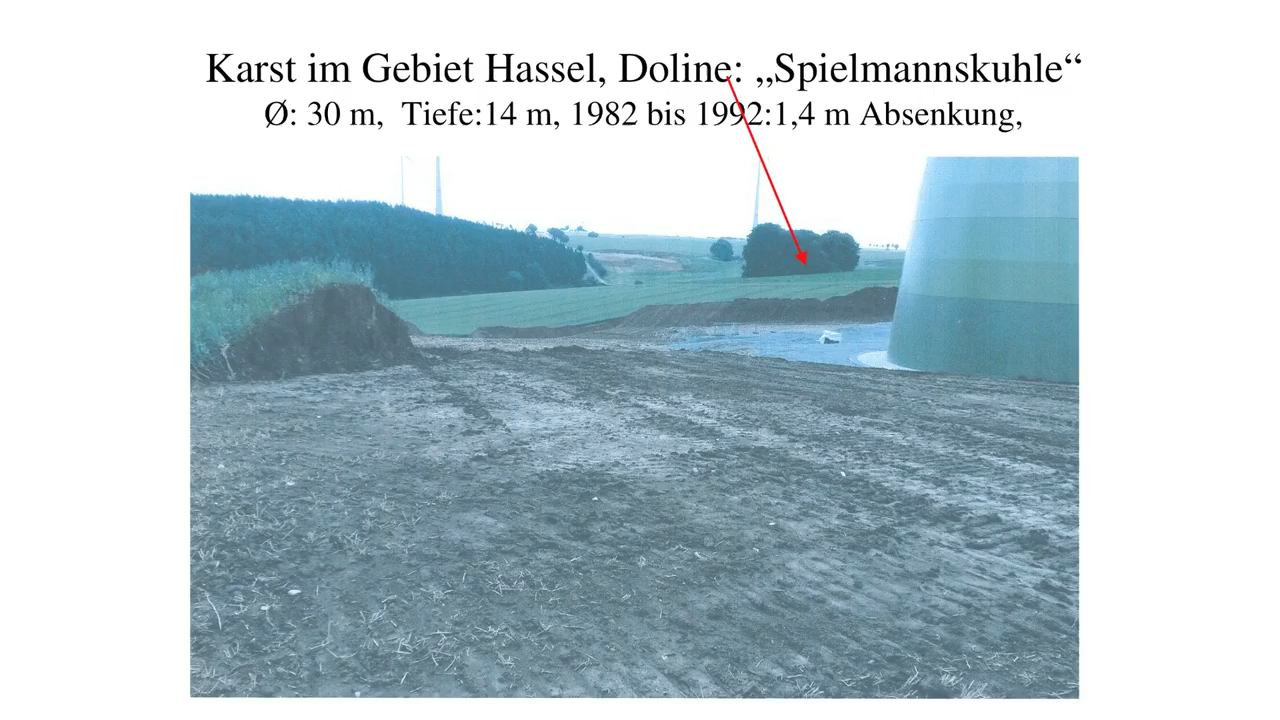 Karst im Gebiet Hassel, Doline: „Spielmannskuhle“
Ø: 30 m, Tiefe:14 m, 1982 bis 1992:1,4 m Absenkung,